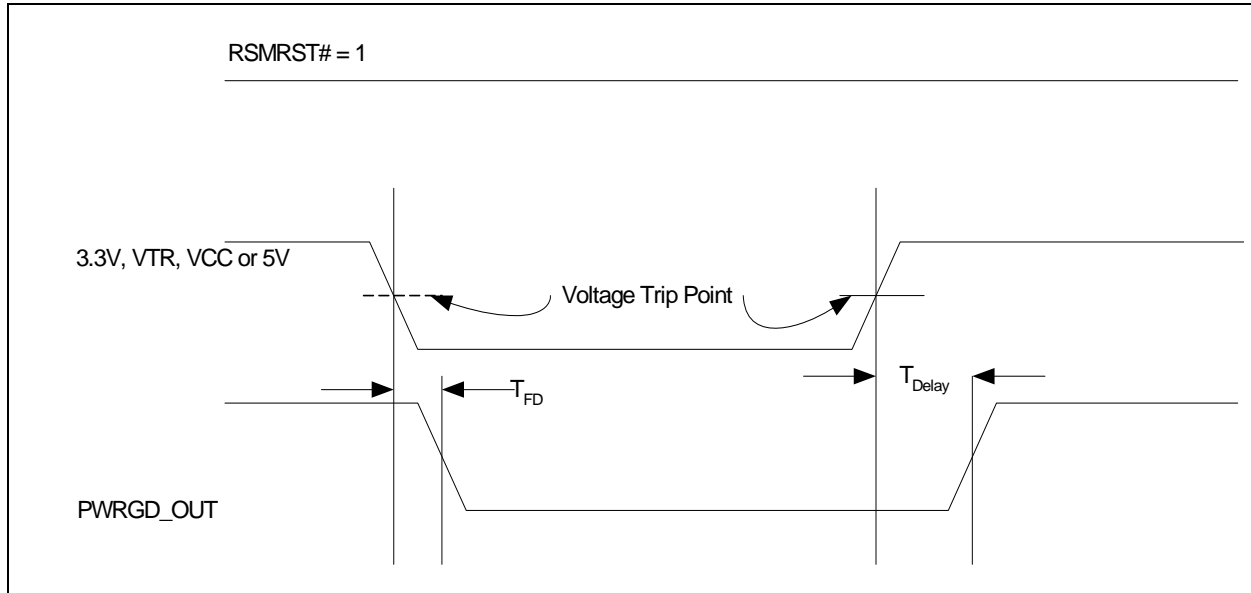 RSMRST# = 1
3.3V, VTR, VCC or 5V
Voltage Trip Point
TFD
TDelay
PWRGD_OUT